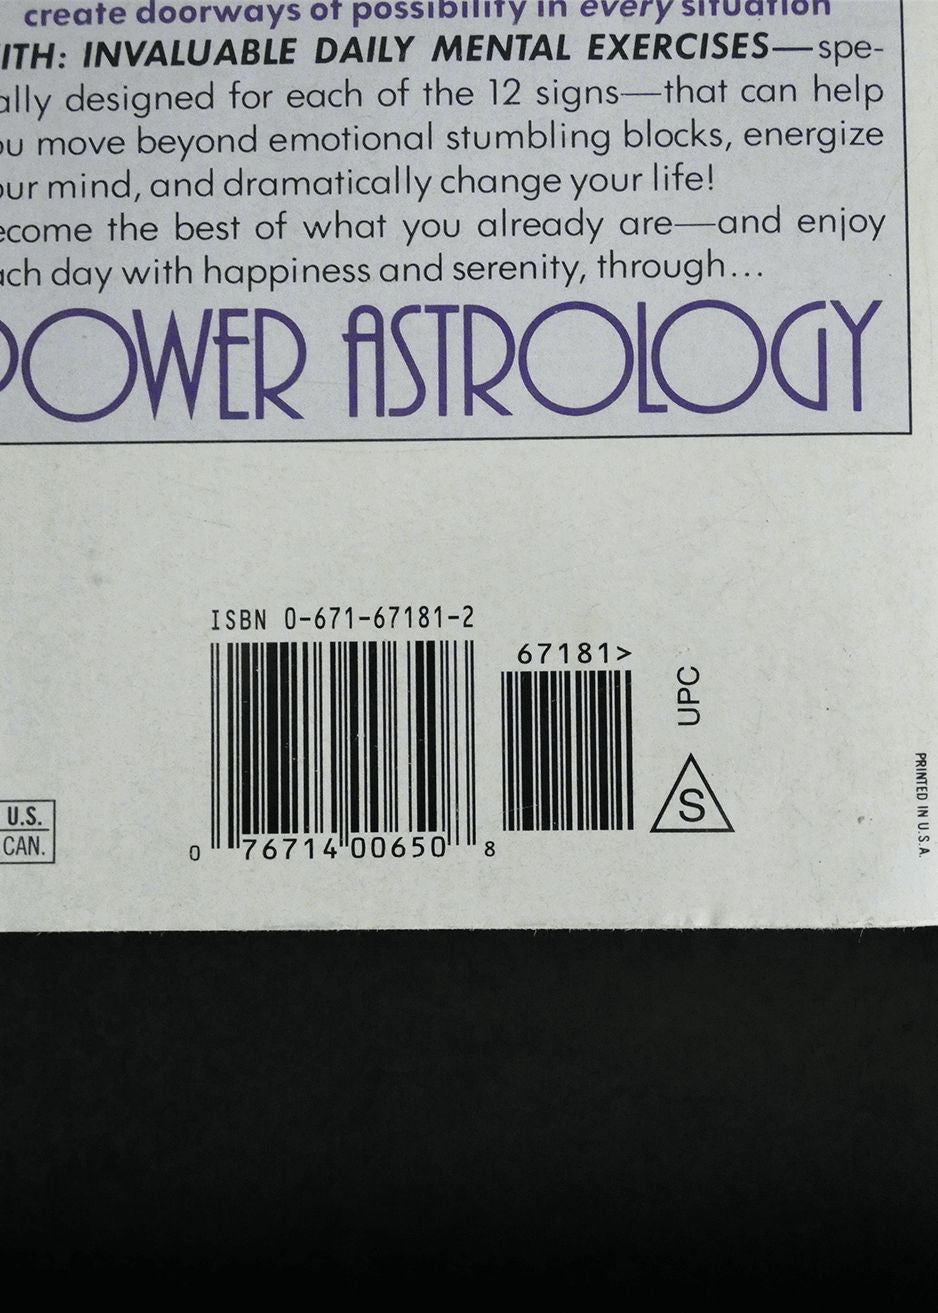 create doorways of possibility in every situation
ITH: INVALUABLE DAILY MENTAL EXERCISES—spe-
ally designed for each of the 12 signs—that can help
ou move beyond emotional stumbling blocks, energize
our mind, and dramatically change your life!
ecome the best of what you already are—and enjoy
ach day with happiness and serenity, through...
POWER ASTROLOGY
ISBN 0-671-67181-2
67181>
UPC
S
0 76714 00650 8
U.S.
CAN.
PRINTED IN U.S.A.